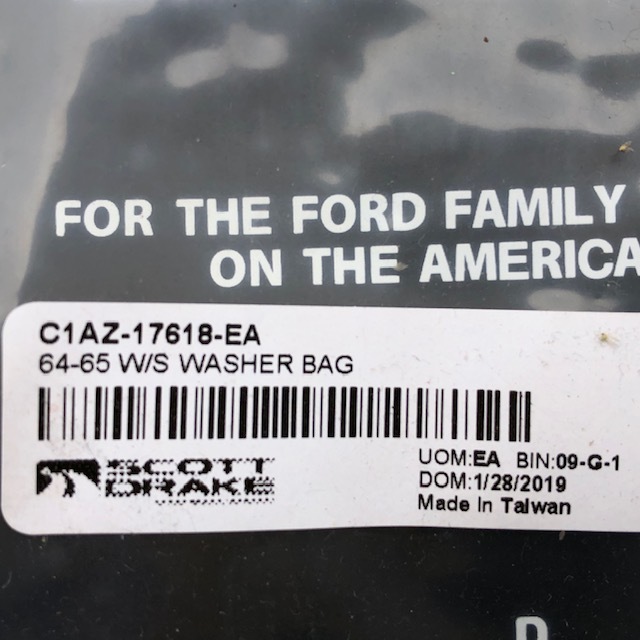 FOR THE FORD FAMILY
ON THE AMERICA
C1AZ-17618-EA
64-65 W/S WASHER BAG
SCOTT
DRAKE
UOM:EA BIN:09-G-1
DOM:1/28/2019
Made In Taiwan